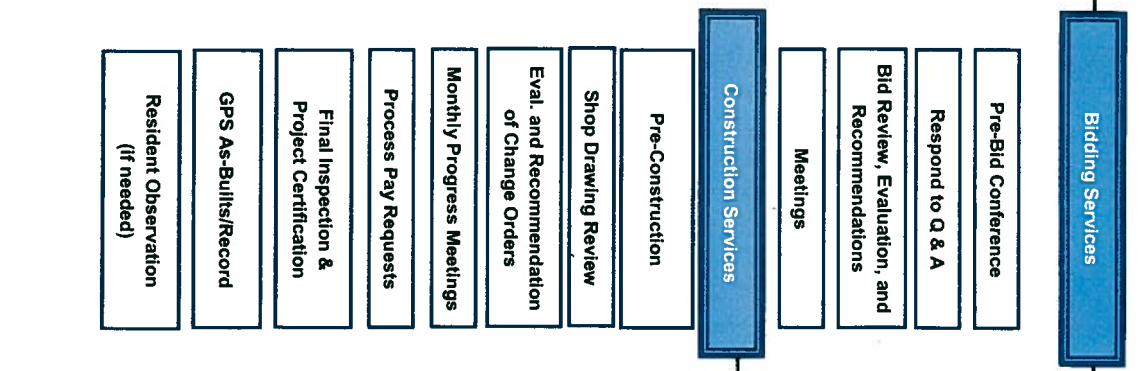 Bidding Services
Pre-Bid Conference
Respond to Q & A
Bid Review, Evaluation, and
Recommendations
Meetings
Construction Services
Pre-Construction
Shop Drawing Review
Eval. and Recommendation
of Change Orders
Monthly Progress Meetings
Process Pay Requests
Final Inspection &
Project Certification
GPS As-Builts/Record
Resident Observation
(if needed)